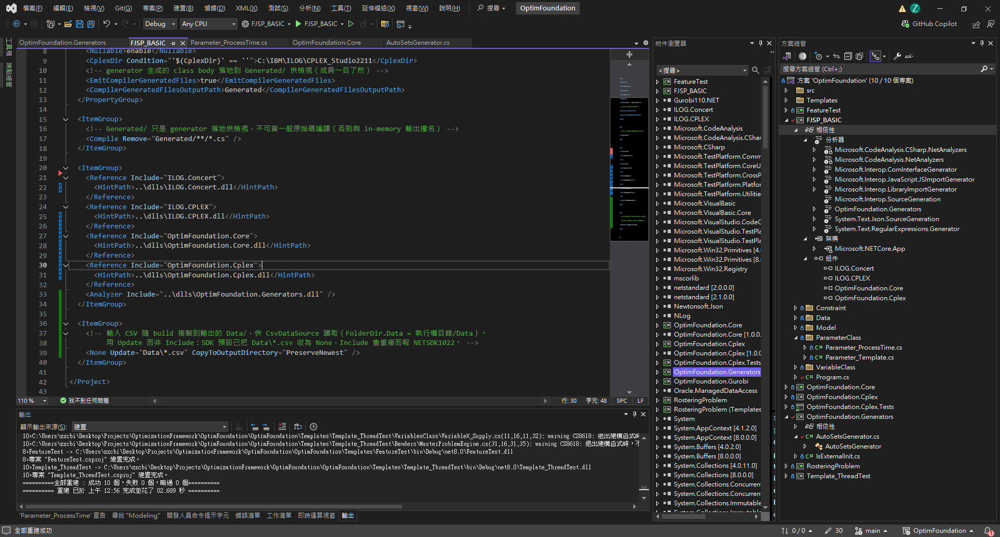 檔案(F) 編輯(E) 檢視(V) Git(G) 專案(P) 建置(B) 偵錯(D) XML(X) 測試(S) 分析(N) 工具(T) 延伸模組(X) 視窗(W) 說明(H) 搜尋 OptimFoundation
Debug Any CPU FJSP_BASIC FJSP_BASIC GitHub Copilot
工具箱
端點總管
OptimFoundation.Generators FJSP_BASIC Parameter_ProcessTime.cs OptimFoundation.Core AutoSetsGenerator.cs
8 <Nullable>enable</Nullable>
9 <CplexDir Condition="'$(CplexDir)' == ''">C:\IBM\ILOG\CPLEX_Studio2211</CplexDir>
10 <!-- generator 生成的 class body 落地到 Generated/ 供檢視（成員一目了然） -->
11 <EmitCompilerGeneratedFiles>true</EmitCompilerGeneratedFiles>
12 <CompilerGeneratedFilesOutputPath>Generated</CompilerGeneratedFilesOutputPath>
13 </PropertyGroup>
14
15 <ItemGroup>
16 <!-- Generated/ 只是 generator 落地供檢視，不可當一般原始碼編譯（否則與 in-memory 輸出撞名） -->
17 <Compile Remove="Generated/**/*.cs" />
18 </ItemGroup>
19
20 <ItemGroup>
21 <Reference Include="ILOG.Concert">
22 <HintPath>..\dlls\ILOG.Concert.dll</HintPath>
23 </Reference>
24 <Reference Include="ILOG.CPLEX">
25 <HintPath>..\dlls\ILOG.CPLEX.dll</HintPath>
26 </Reference>
27 <Reference Include="OptimFoundation.Core">
28 <HintPath>..\dlls\OptimFoundation.Core.dll</HintPath>
29 </Reference>
30 <Reference Include="OptimFoundation.Cplex">
31 <HintPath>..\dlls\OptimFoundation.Cplex.dll</HintPath>
32 </Reference>
33 <Analyzer Include="..\dlls\OptimFoundation.Generators.dll" />
34 </ItemGroup>
35
36 <ItemGroup>
37 <!-- 輸入 CSV 隨 build 複製到輸出的 Data/，供 CsvDataSource 讀取（FolderDir.Data = 執行檔目錄/Data）。
38 用 Update 而非 Include：SDK 預設已把 Data\*.csv 收為 None，Include 會重複而報 NETSDK1022。 -->
39 <None Update="Data\*.csv" CopyToOutputDirectory="PreserveNewest" />
40 </ItemGroup>
41
42 </Project>
43
110 % 找不到任何問題 行: 30 字元: 48 SPC LF
輸出
顯示輸出來源(S): 建置
10>C:\Users\zxcbi\Desktop\Projects\OptimizationFramework\OptimFoundation\OptimFoundation\Templates\Template_ThreadTest\VariablesClass\VariableX_Supply.cs(11,16,11,32): warning CS8618: 退出建構函式時
10>C:\Users\zxcbi\Desktop\Projects\OptimizationFramework\OptimFoundation\OptimFoundation\Templates\Template_ThreadTest\Benders\MasterProblemEngine.cs(31,16,31,35): warning CS8618: 退出建構函式時，不
8>FeatureTest -> C:\Users\zxcbi\Desktop\Projects\OptimizationFramework\OptimFoundation\OptimFoundation\Templates\FeatureTest\bin\Debug\net8.0\FeatureTest.dll
8>專案 "FeatureTest.csproj" 建置完成。
10>Template_ThreadTest -> C:\Users\zxcbi\Desktop\Projects\OptimizationFramework\OptimFoundation\OptimFoundation\Templates\Template_ThreadTest\bin\Debug\net8.0\Template_ThreadTest.dll
10>專案 "Template_ThreadTest.csproj" 建置完成。
==========全部重建 : 成功 10 個，失敗 0 個，略過 0 個==========
========== 重建 已於 上午 12:56 完成並花了 02.689 秒 ==========
'Parameter_ProcessTime' 宣告 尋找 "Modeling" 開發人員命令提示字元 錯誤清單 工作清單 即時運算視窗 輸出
物件瀏覽器
<搜尋>
FeatureTest
FJSP_BASIC
Gurobi110.NET
ILOG.Concert
ILOG.CPLEX
Microsoft.CodeAnalysis
Microsoft.CodeAnalysis.CShar
Microsoft.CSharp
Microsoft.TestPlatform.Comm
Microsoft.TestPlatform.CoreU
Microsoft.TestPlatform.CrossP
Microsoft.TestPlatform.Platfor
Microsoft.TestPlatform.Utilitie
Microsoft.VisualBasic
Microsoft.VisualBasic.Core
Microsoft.VisualStudio.CodeC
Microsoft.VisualStudio.TestPla
Microsoft.VisualStudio.TestPla
Microsoft.Win32.Primitives [4.
Microsoft.Win32.Primitives [8.
Microsoft.Win32.Registry
mscorlib
netstandard [2.0.0.0]
netstandard [2.1.0.0]
Newtonsoft.Json
NLog
OptimFoundation.Core
OptimFoundation.Core [1.0.0.
OptimFoundation.Cplex
OptimFoundation.Cplex [1.0.0
OptimFoundation.Cplex.Tests
OptimFoundation.Generators
OptimFoundation.Gurobi
Oracle.ManagedDataAccess
RosteringProblem
RosteringProblem (Templates
System
System.AppContext [4.1.2.0]
System.AppContext [8.0.0.0]
System.Buffers [4.0.2.0]
System.Buffers [8.0.0.0]
System.Collections [4.0.11.0]
System.Collections [8.0.0.0]
System.Collections.Concurren
System.Collections.Concurren
System.Collections.Immutable
方案總管
搜尋方案總管 (Ctrl+;)
方案 'OptimFoundation' (10 / 10 個專案)
src
Templates
FeatureTest
FJSP_BASIC
相依性
分析器
Microsoft.CodeAnalysis.CSharp.NetAnalyzers
Microsoft.CodeAnalysis.NetAnalyzers
Microsoft.Interop.ComInterfaceGenerator
Microsoft.Interop.JavaScript.JSImportGenerator
Microsoft.Interop.LibraryImportGenerator
Microsoft.Interop.SourceGeneration
OptimFoundation.Generators
System.Text.Json.SourceGeneration
System.Text.RegularExpressions.Generator
架構
Microsoft.NETCore.App
組件
ILOG.Concert
ILOG.CPLEX
OptimFoundation.Core
OptimFoundation.Cplex
Constraint
Data
Model
ParameterClass
Parameter_ProcessTime.cs
Parameter_Template.cs
VariableClass
Program.cs
OptimFoundation.Core
OptimFoundation.Cplex
OptimFoundation.Cplex.Tests
OptimFoundation.Generators
相依性
AutoSetsGenerator.cs
AutoSetsGenerator
IsExternalInit.cs
RosteringProblem
Template_ThreadTest
全部重建成功 0 / 0 30 main OptimFoundation 1